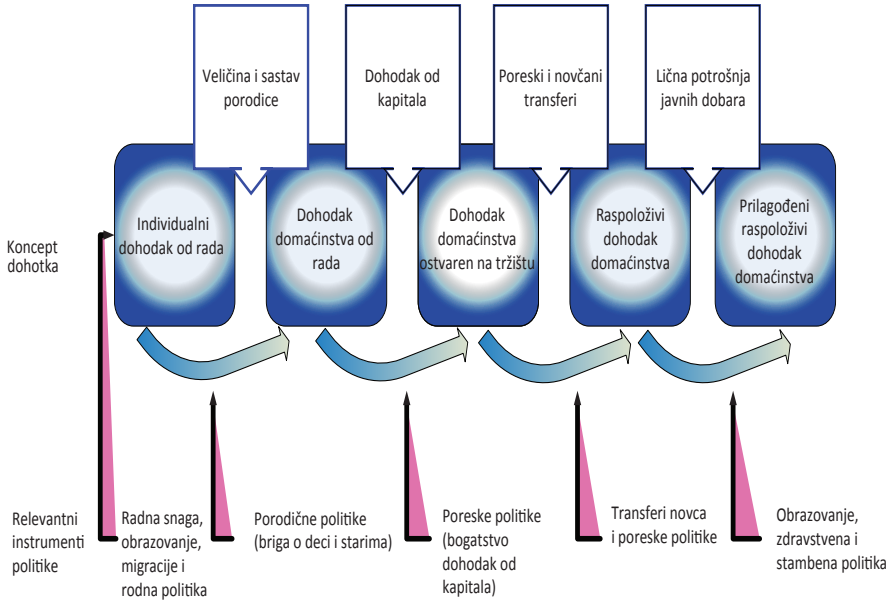 Veličina i sastav
porodice
Dohodak od
kapitala
Poreski i novčani
transferi
Lična potrošnja
javnih dobara
Koncept
dohotka
Individualni
dohodak od rada
Dohodak
domaćinstva od
rada
Dohodak
domaćinstva
ostvaren na tržištu
Raspoloživi
dohodak
domaćinstva
Prilagođeni
raspoloživi
dohodak
domaćinstva
Relevantni
instrumenti
politike
Radna snaga,
obrazovanje,
migracije i
rodna politika
Porodične politike
(briga o deci i starima)
Poreske politike
(bogatstvo
dohodak od
kapitala)
Transferi novca
i poreske politike
Obrazovanje,
zdravstvena i
stambena politika